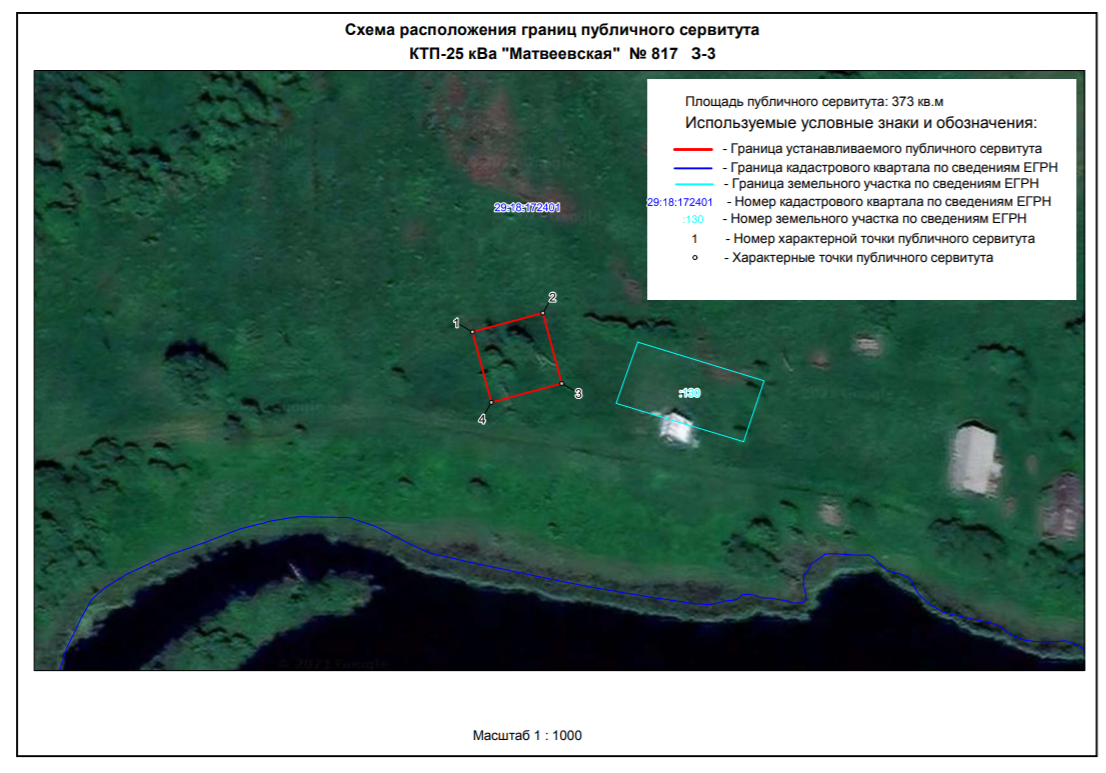 Схема расположения границ публичного сервитута
КТП-25 кВа "Матвеевская" № 817 З-3
Площадь публичного сервитута: 373 кв.м
Используемые условные знаки и обозначения:
- Граница устанавливаемого публичного сервитута
- Граница кадастрового квартала по сведениям ЕГРН
- Граница земельного участка по сведениям ЕГРН
29:18:172401 - Номер кадастрового квартала по сведениям ЕГРН
:130 - Номер земельного участка по сведениям ЕГРН
1 - Номер характерной точки публичного сервитута
- Характерные точки публичного сервитута
29:18:172401
2
1
3
:130
4
© 2021 Google
Масштаб 1 : 1000